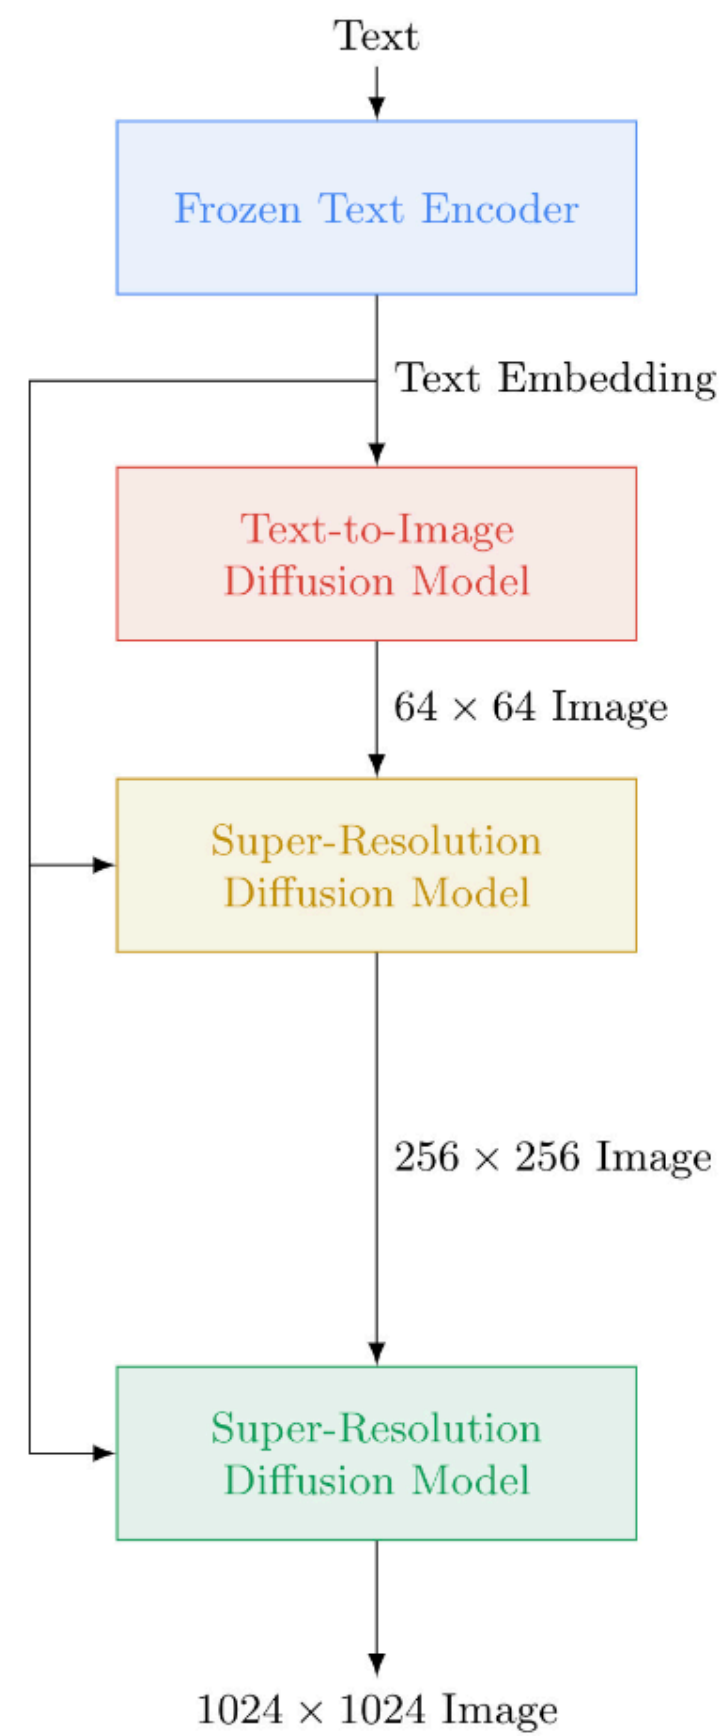 Text
Frozen Text Encoder
Text Embedding
Text-to-Image
Diffusion Model
64 × 64 Image
Super-Resolution
Diffusion Model
256 × 256 Image
Super-Resolution
Diffusion Model
1024 × 1024 Image